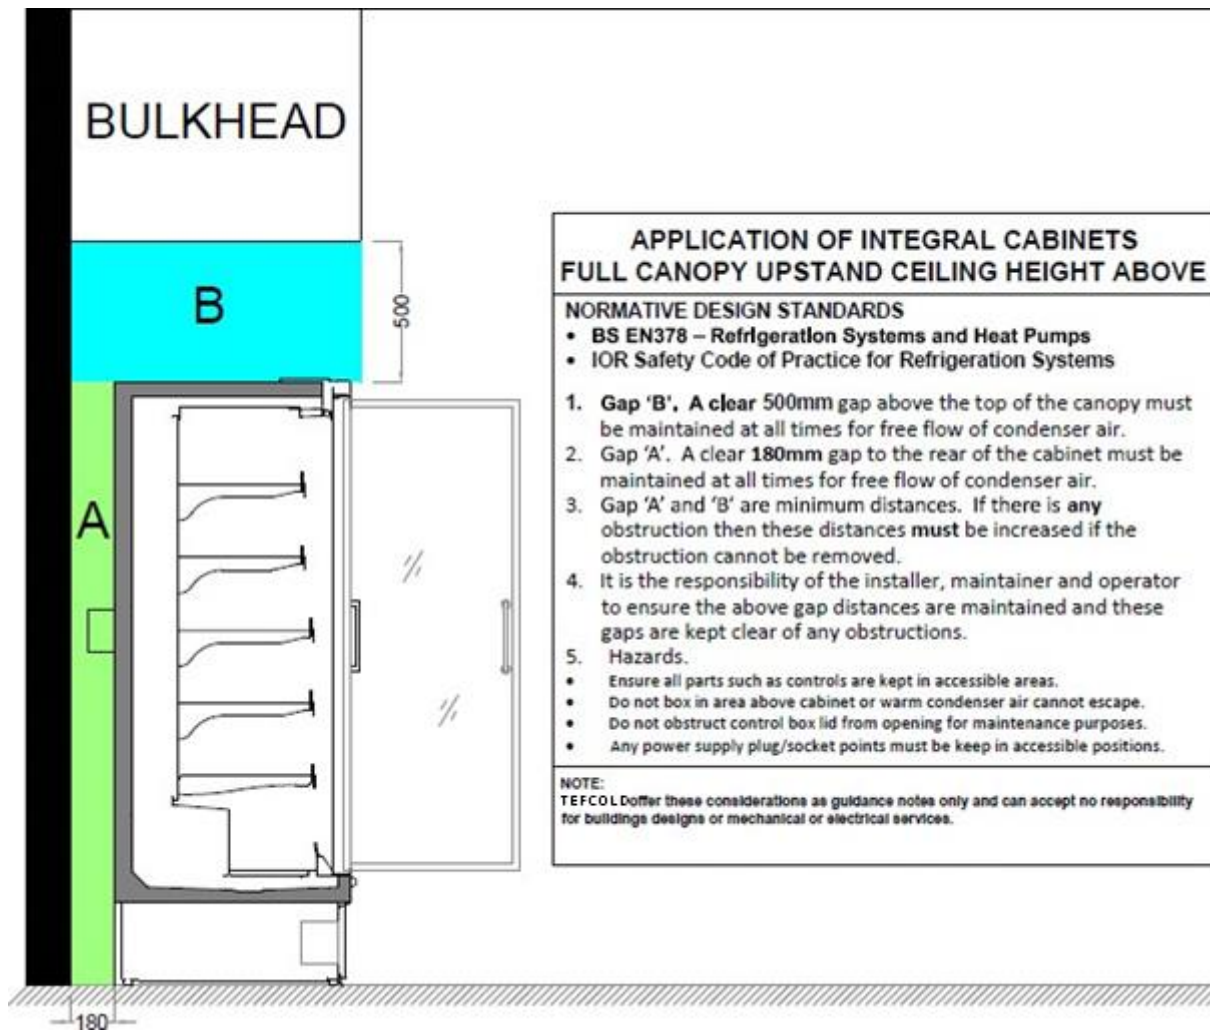 BULKHEAD
B
500
A
180
APPLICATION OF INTEGRAL CABINETS
FULL CANOPY UPSTAND CEILING HEIGHT ABOVE
NORMATIVE DESIGN STANDARDS
• BS EN378 – Refrigeration Systems and Heat Pumps
• IOR Safety Code of Practice for Refrigeration Systems
1. Gap 'B'. A clear 500mm gap above the top of the canopy must
be maintained at all times for free flow of condenser air.
2. Gap 'A'. A clear 180mm gap to the rear of the cabinet must be
maintained at all times for free flow of condenser air.
3. Gap 'A' and 'B' are minimum distances. If there is any
obstruction then these distances must be increased if the
obstruction cannot be removed.
4. It is the responsibility of the installer, maintainer and operator
to ensure the above gap distances are maintained and these
gaps are kept clear of any obstructions.
5. Hazards.
• Ensure all parts such as controls are kept in accessible areas.
• Do not box in area above cabinet or warm condenser air cannot escape.
• Do not obstruct control box lid from opening for maintenance purposes.
• Any power supply plug/socket points must be keep in accessible positions.
NOTE:
TEFCOLD offer these considerations as guidance notes only and can accept no responsibility
for buildings designs or mechanical or electrical services.